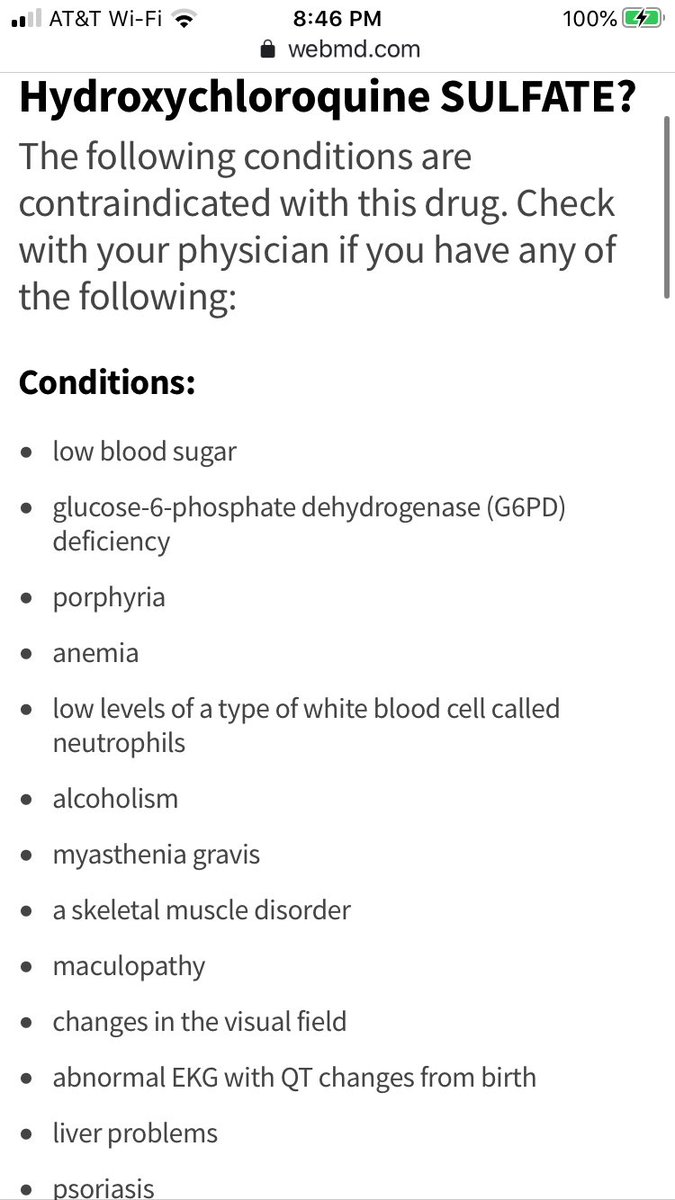 AT&T Wi-Fi 8:46 PM 100%
webmd.com
Hydroxychloroquine SULFATE?
The following conditions are
contraindicated with this drug. Check
with your physician if you have any of
the following:
Conditions:
• low blood sugar
• glucose-6-phosphate dehydrogenase (G6PD)
deficiency
• porphyria
• anemia
• low levels of a type of white blood cell called
neutrophils
• alcoholism
• myasthenia gravis
• a skeletal muscle disorder
• maculopathy
• changes in the visual field
• abnormal EKG with QT changes from birth
• liver problems
• psoriasis